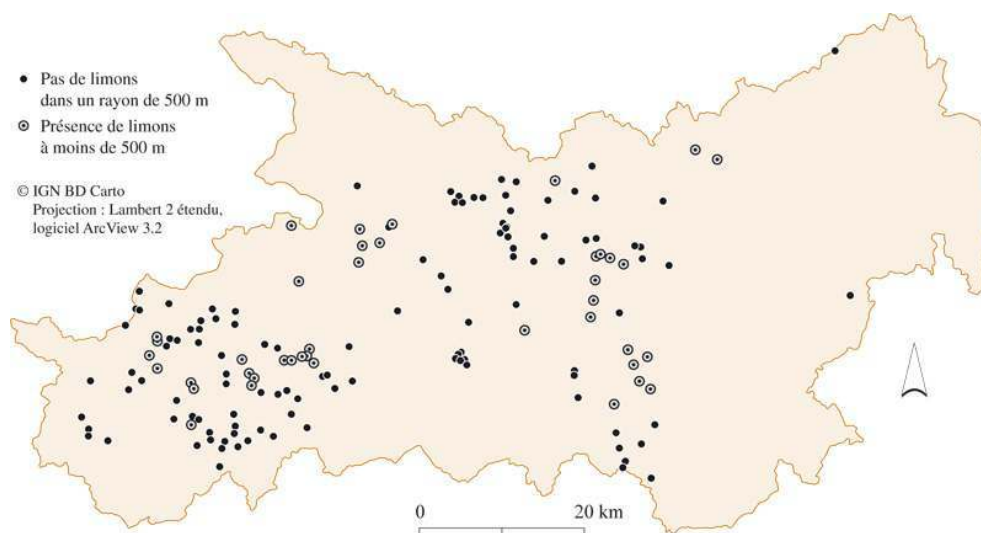 Pas de limons
dans un rayon de 500 m
Présence de limons
à moins de 500 m
© IGN BD Carto
Projection : Lambert 2 étendu,
logiciel ArcView 3.2
0 20 km